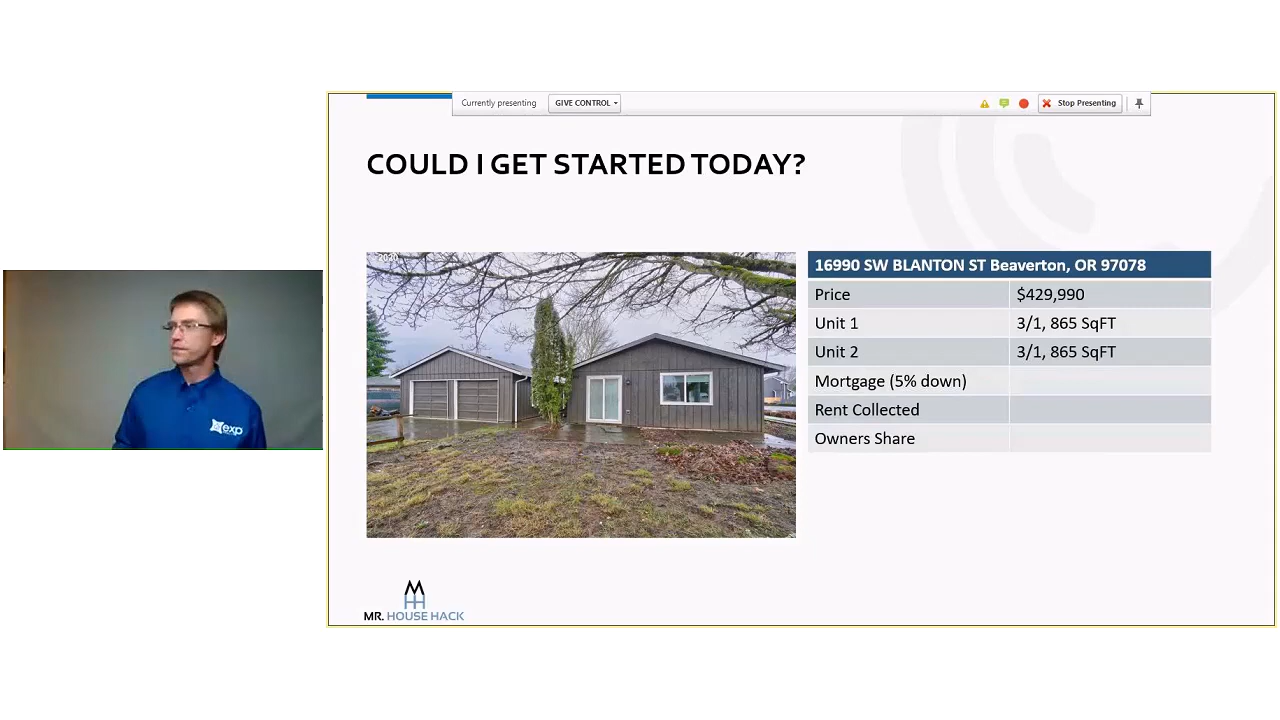 Currently presenting
GIVE CONTROL
Stop Presenting
COULD I GET STARTED TODAY?
2020
16990 SW BLANTON ST Beaverton, OR 97078
Price $429,990
Unit 1 3/1, 865 SqFT
Unit 2 3/1, 865 SqFT
Mortgage (5% down)
Rent Collected
Owners Share
exp
MR. HOUSE HACK